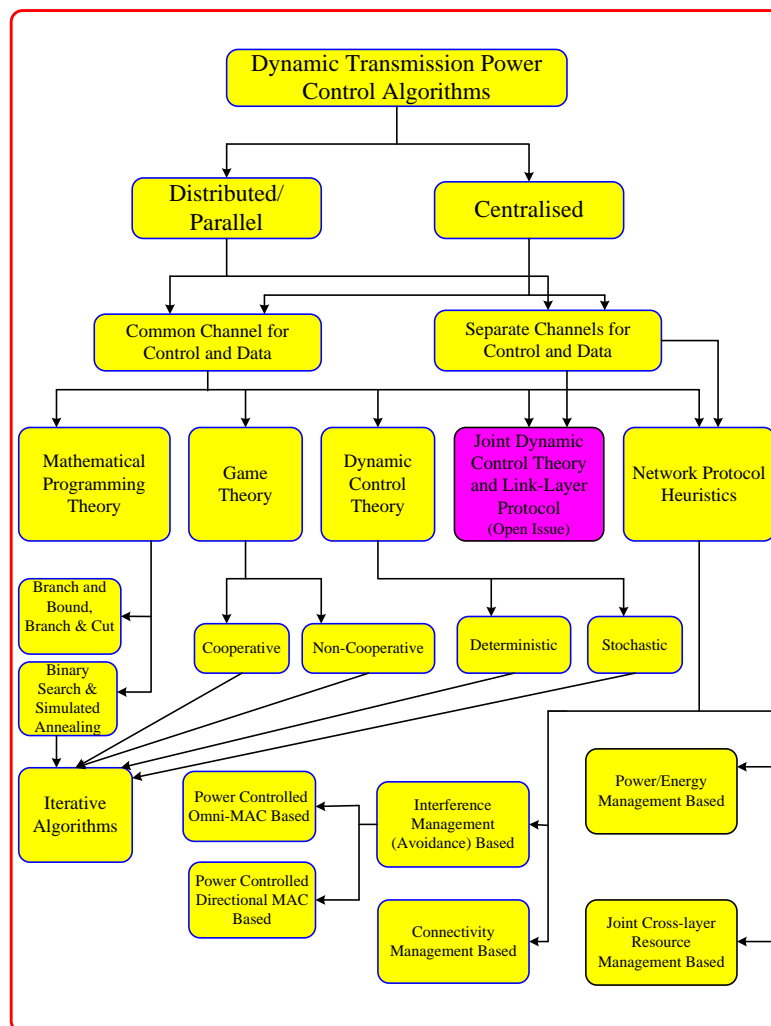 Dynamic Transmission Power
Control Algorithms
Distributed/
Parallel
Centralised
Common Channel for
Control and Data
Separate Channels for
Control and Data
Mathematical
Programming
Theory
Game
Theory
Dynamic
Control
Theory
Joint Dynamic
Control Theory
and Link-Layer
Protocol
(Open Issue)
Network Protocol
Heuristics
Branch and
Bound,
Branch & Cut
Cooperative
Non-Cooperative
Deterministic
Stochastic
Binary
Search &
Simulated
Annealing
Iterative
Algorithms
Power Controlled
Omni-MAC Based
Interference
Management
(Avoidance) Based
Power/Energy
Management Based
Power Controlled
Directional MAC
Based
Connectivity
Management Based
Joint Cross-layer
Resource
Management Based